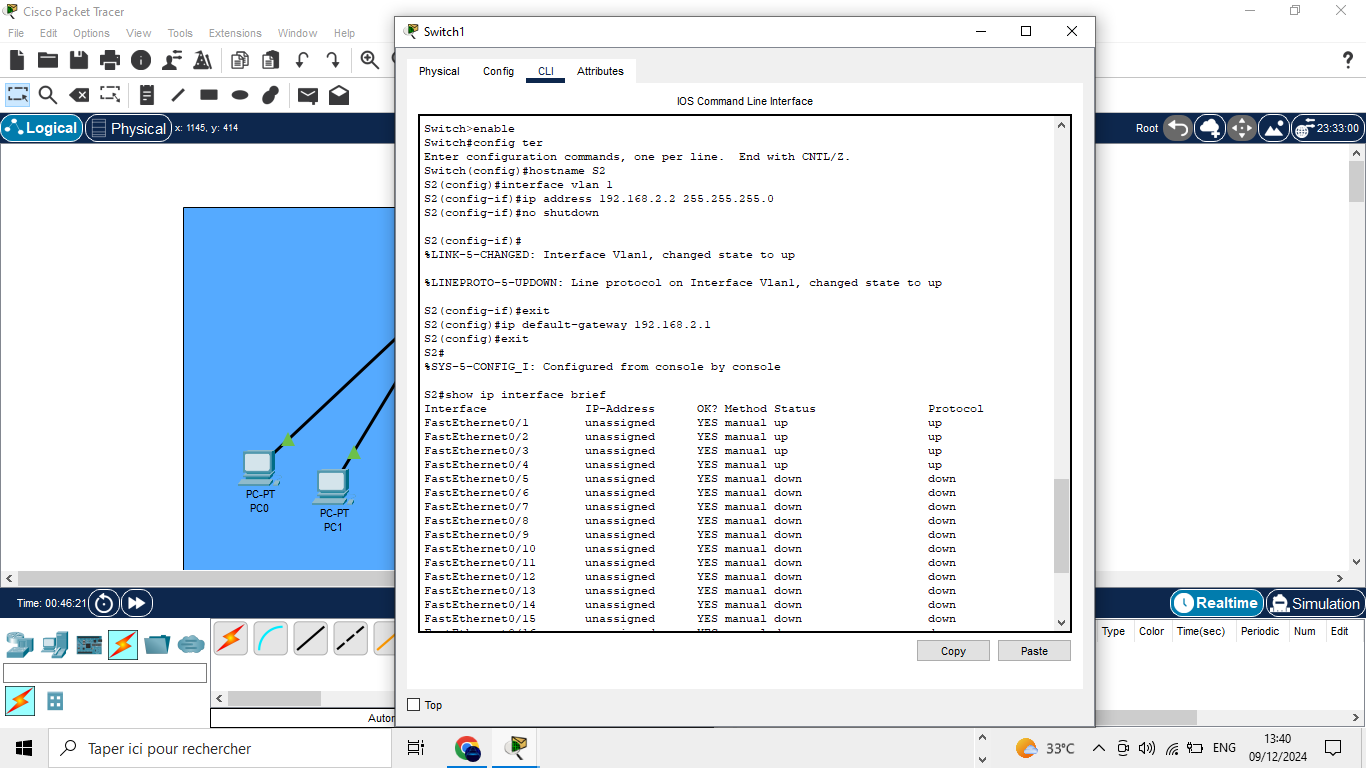 Cisco Packet Tracer
File Edit Options View Tools Extensions Window Help
Logical Physical x: 1145, y: 414
Root 23:33:00
PC-PT
PC0
PC-PT
PC1
Time: 00:46:21
Realtime Simulation
Type Color Time(sec) Periodic Num Edit
Switch1
Physical Config CLI Attributes
IOS Command Line Interface
Switch>enable
Switch#config ter
Enter configuration commands, one per line.  End with CNTL/Z.
Switch(config)#hostname S2
S2(config)#interface vlan 1
S2(config-if)#ip address 192.168.2.2 255.255.255.0
S2(config-if)#no shutdown
S2(config-if)#
%LINK-5-CHANGED: Interface Vlan1, changed state to up
%LINEPROTO-5-UPDOWN: Line protocol on Interface Vlan1, changed state to up
S2(config-if)#exit
S2(config)#ip default-gateway 192.168.2.1
S2(config)#exit
S2#
%SYS-5-CONFIG_I: Configured from console by console
S2#show ip interface brief
Interface IP-Address OK? Method Status Protocol
FastEthernet0/1 unassigned YES manual up up
FastEthernet0/2 unassigned YES manual up up
FastEthernet0/3 unassigned YES manual up up
FastEthernet0/4 unassigned YES manual up up
FastEthernet0/5 unassigned YES manual down down
FastEthernet0/6 unassigned YES manual down down
FastEthernet0/7 unassigned YES manual down down
FastEthernet0/8 unassigned YES manual down down
FastEthernet0/9 unassigned YES manual down down
FastEthernet0/10 unassigned YES manual down down
FastEthernet0/11 unassigned YES manual down down
FastEthernet0/12 unassigned YES manual down down
FastEthernet0/13 unassigned YES manual down down
FastEthernet0/14 unassigned YES manual down down
FastEthernet0/15 unassigned YES manual down down
Copy Paste
Top
Autor
Taper ici pour rechercher
33°C ENG
13:40
09/12/2024